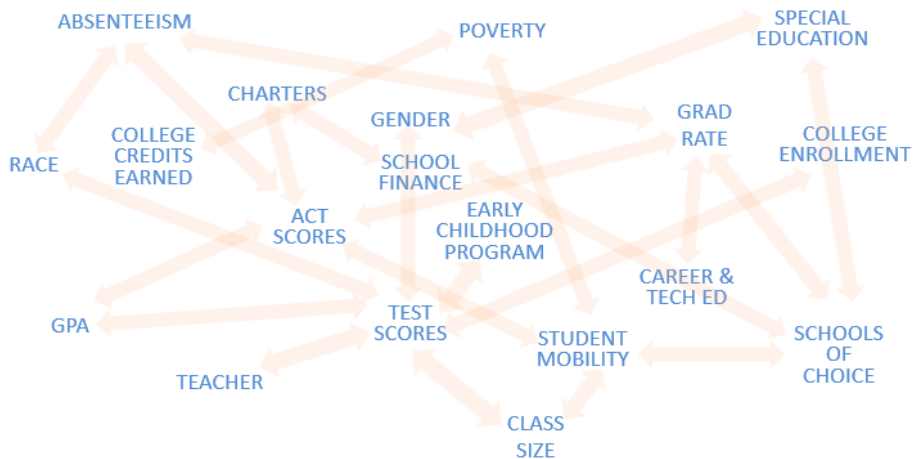 ABSENTEEISM
POVERTY
SPECIAL
EDUCATION
CHARTERS
GENDER
GRAD
RATE
COLLEGE
CREDITS
EARNED
COLLEGE
ENROLLMENT
RACE
SCHOOL
FINANCE
ACT
SCORES
EARLY
CHILDHOOD
PROGRAM
CAREER &
TECH ED
GPA
TEST
SCORES
STUDENT
MOBILITY
SCHOOLS
OF
CHOICE
TEACHER
CLASS
SIZE